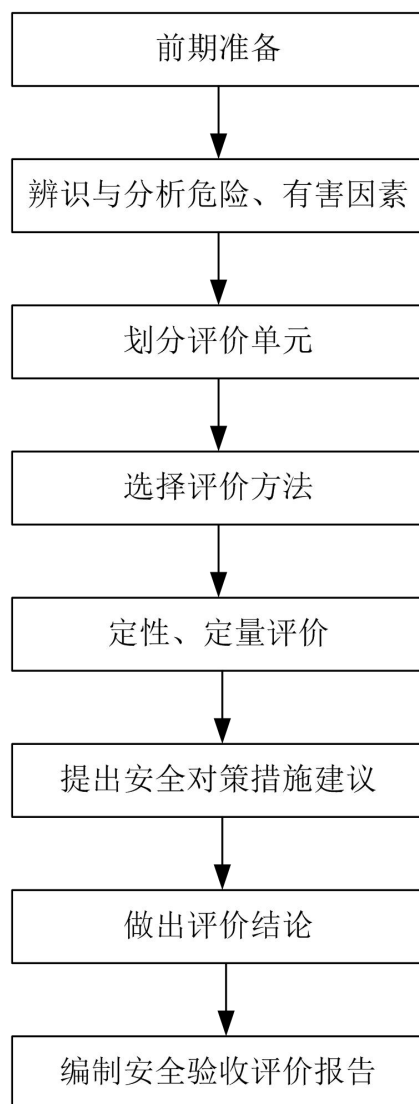 前期准备
辨识与分析危险、有害因素
划分评价单元
选择评价方法
定性、定量评价
提出安全对策措施建议
做出评价结论
编制安全验收评价报告